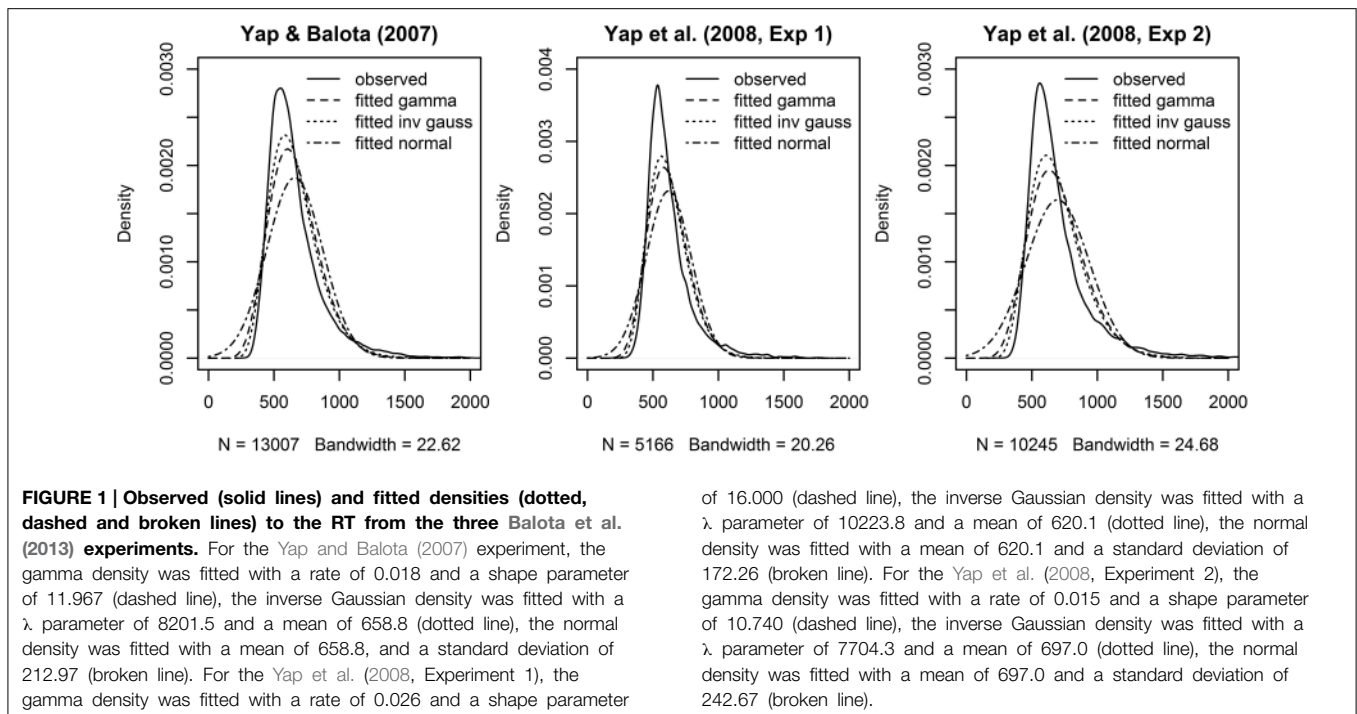 Yap & Balota (2007)
Density
0.0000 0.0010 0.0020 0.0030
observed
fitted gamma
fitted inv gauss
fitted normal
0 500 1000 1500 2000
N = 13007 Bandwidth = 22.62
Yap et al. (2008, Exp 1)
Density
0.000 0.001 0.002 0.003 0.004
observed
fitted gamma
fitted inv gauss
fitted normal
0 500 1000 1500 2000
N = 5166 Bandwidth = 20.26
Yap et al. (2008, Exp 2)
Density
0.0000 0.0010 0.0020 0.0030
observed
fitted gamma
fitted inv gauss
fitted normal
0 500 1000 1500 2000
N = 10245 Bandwidth = 24.68
FIGURE 1 | Observed (solid lines) and fitted densities (dotted,
dashed and broken lines) to the RT from the three Balota et al.
(2013) experiments. For the Yap and Balota (2007) experiment, the
gamma density was fitted with a rate of 0.018 and a shape parameter
of 11.967 (dashed line), the inverse Gaussian density was fitted with a
λ parameter of 8201.5 and a mean of 658.8 (dotted line), the normal
density was fitted with a mean of 658.8, and a standard deviation of
212.97 (broken line). For the Yap et al. (2008, Experiment 1), the
gamma density was fitted with a rate of 0.026 and a shape parameter
of 16.000 (dashed line), the inverse Gaussian density was fitted with a
λ parameter of 10223.8 and a mean of 620.1 (dotted line), the normal
density was fitted with a mean of 620.1 and a standard deviation of
172.26 (broken line). For the Yap et al. (2008, Experiment 2), the
gamma density was fitted with a rate of 0.015 and a shape parameter
of 10.740 (dashed line), the inverse Gaussian density was fitted with a
λ parameter of 7704.3 and a mean of 697.0 (dotted line), the normal
density was fitted with a mean of 697.0 and a standard deviation of
242.67 (broken line).